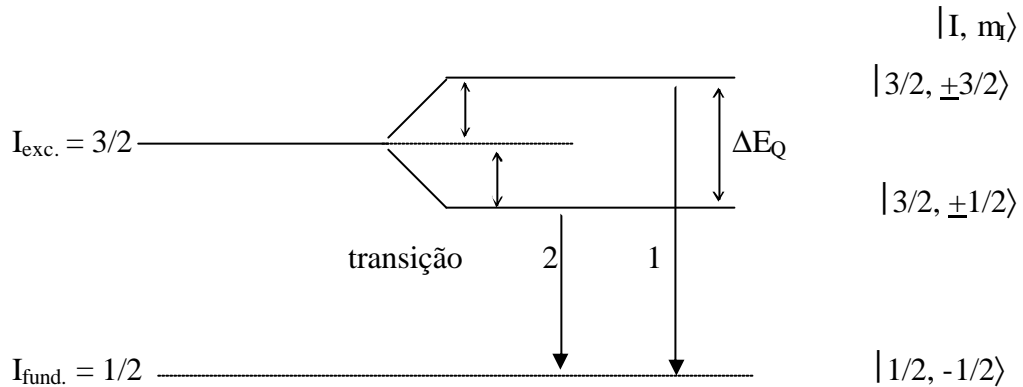 |I, m_I⟩
|3/2, ±3/2⟩
I_exc. = 3/2
ΔE_Q
|3/2, ±1/2⟩
transição 2 1
I_fund. = 1/2
|1/2, -1/2⟩